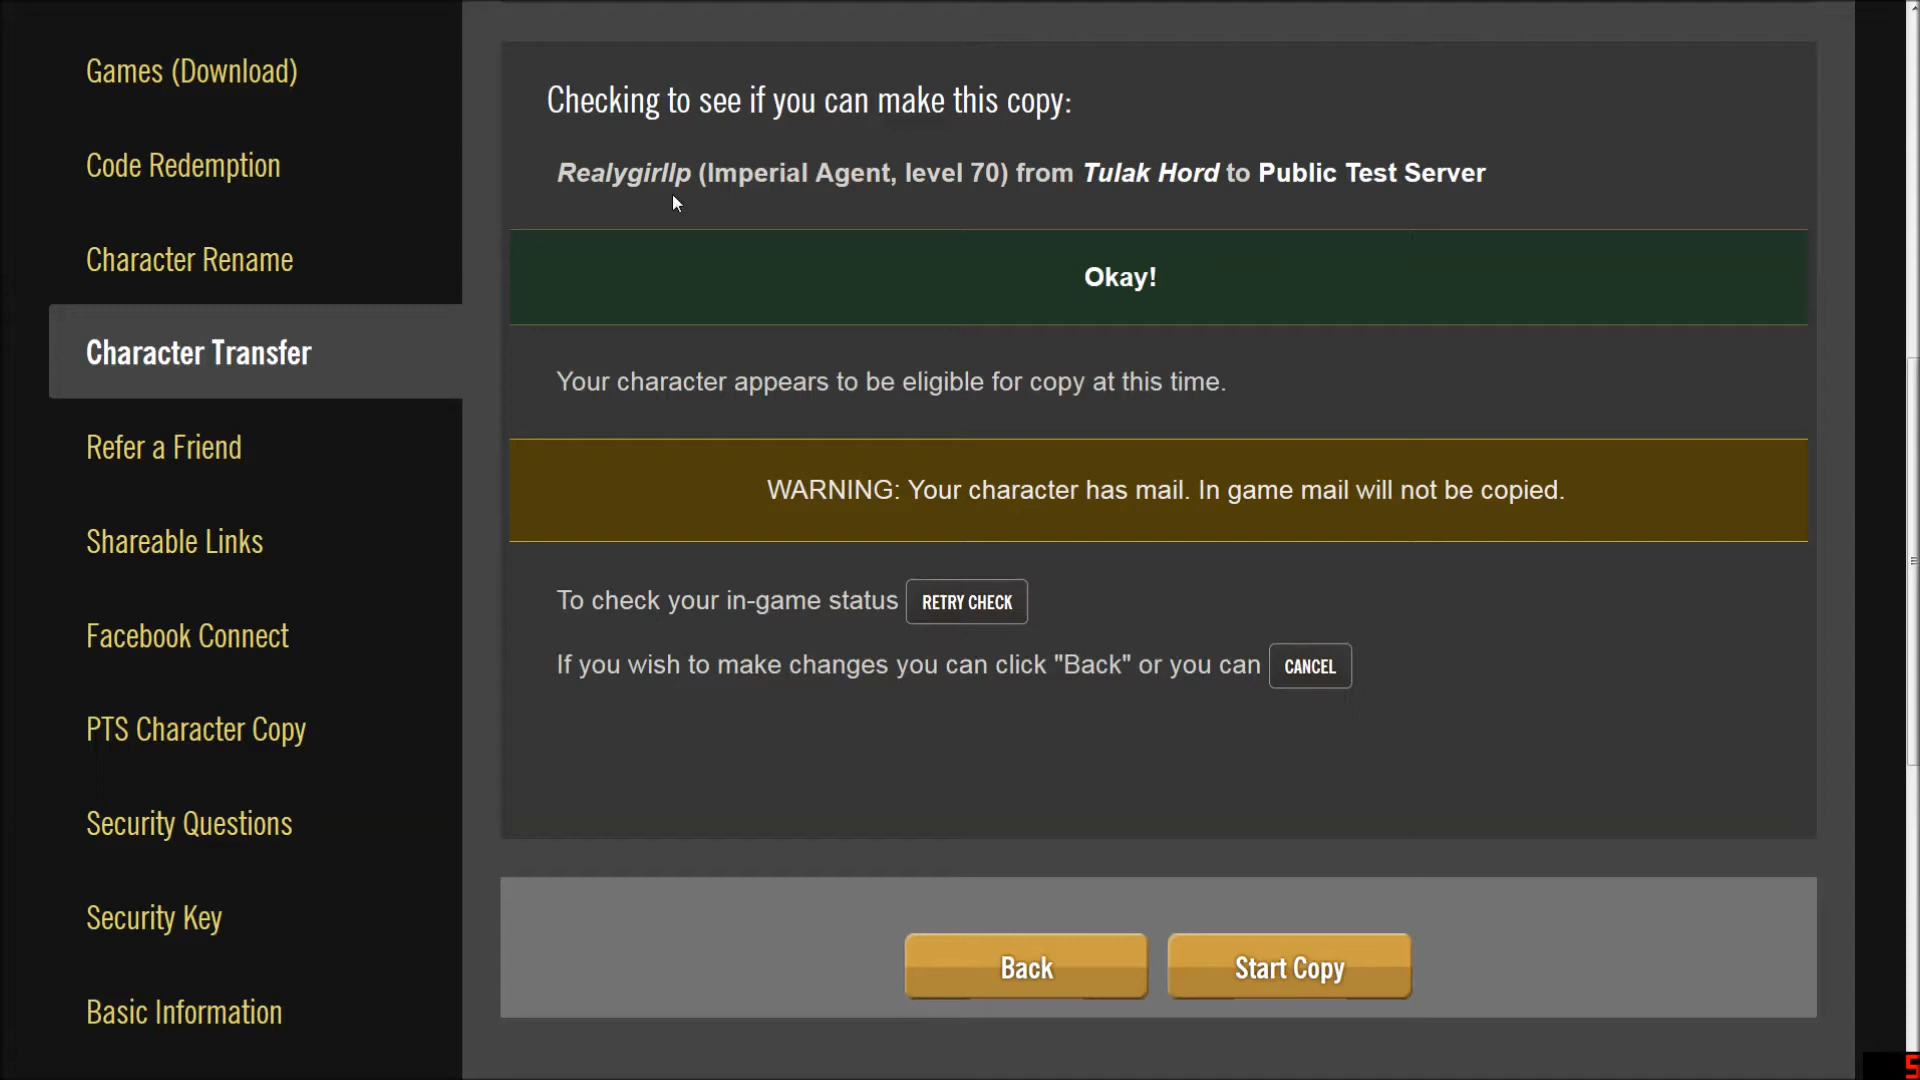 Games (Download)
Code Redemption
Character Rename
Character Transfer
Refer a Friend
Shareable Links
Facebook Connect
PTS Character Copy
Security Questions
Security Key
Basic Information
Checking to see if you can make this copy:
Realygirllp (Imperial Agent, level 70) from Tulak Hord to Public Test Server
Okay!
Your character appears to be eligible for copy at this time.
WARNING: Your character has mail. In game mail will not be copied.
To check your in-game status RETRY CHECK
If you wish to make changes you can click "Back" or you can CANCEL
Back Start Copy
5